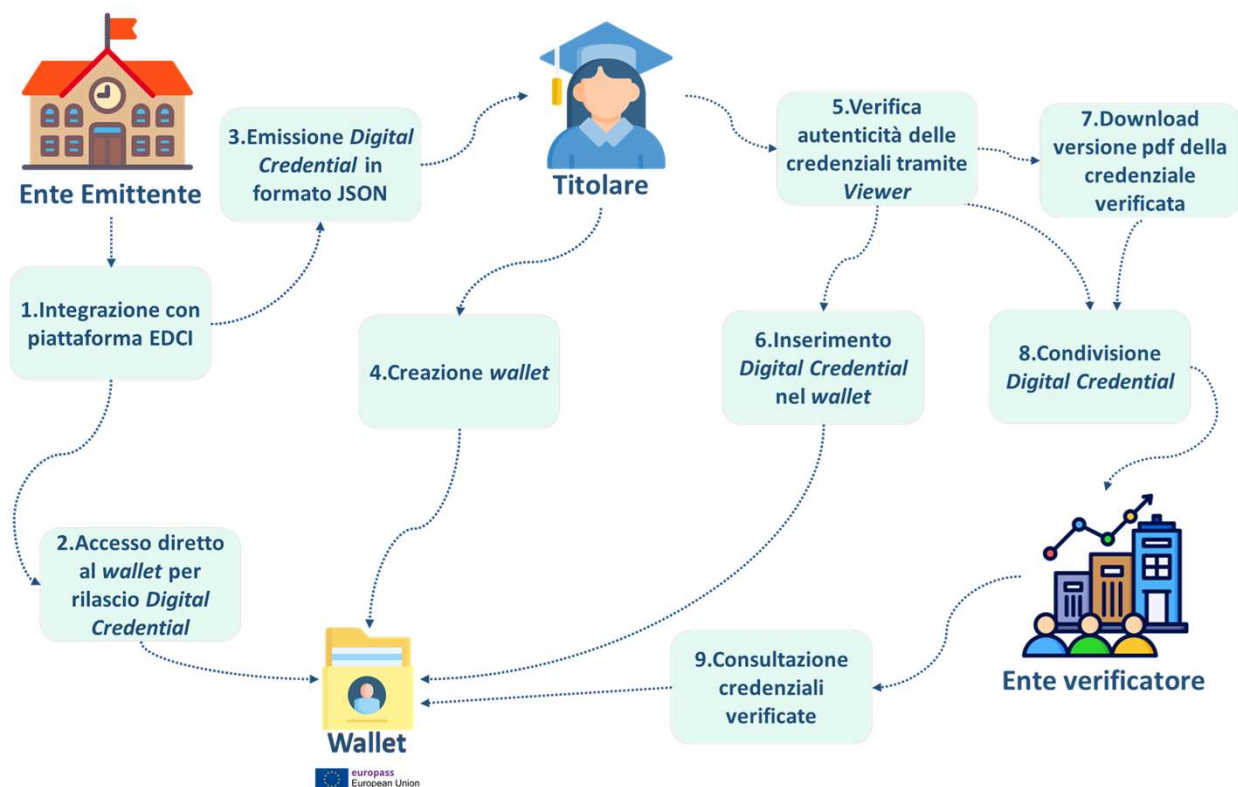 Ente Emittente
3.Emissione Digital
Credential in
formato JSON
Titolare
5.Verifica
autenticità delle
credenziali tramite
Viewer
7.Download
versione pdf della
credenziale
verificata
1.Integrazione con
piattaforma EDCI
4.Creazione wallet
6.Inserimento
Digital Credential
nel wallet
8.Condivisione
Digital Credential
2.Accesso diretto
al wallet per
rilascio Digital
Credential
Wallet
europass
European Union
9.Consultazione
credenziali
verificate
Ente verificatore